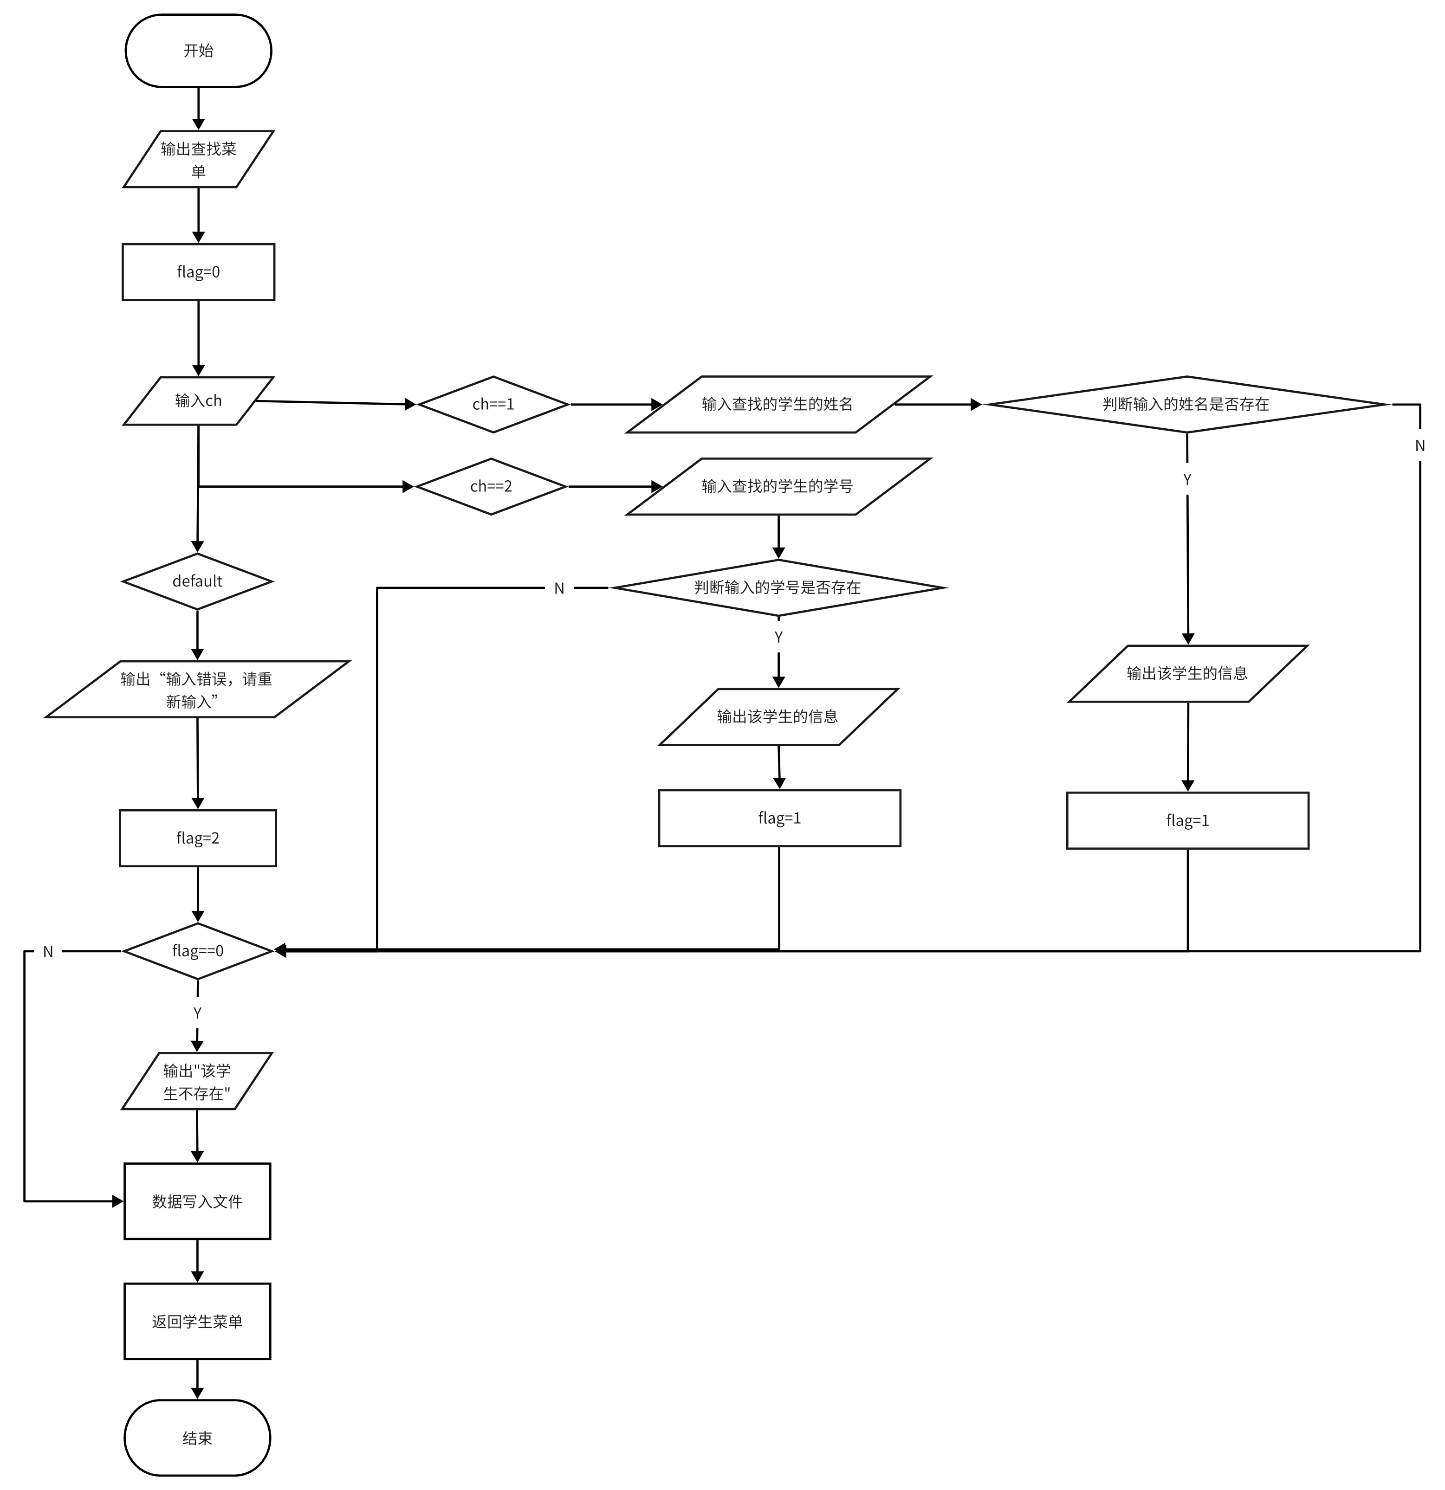 开始
输出查找菜
单
flag=0
输入ch
ch==1
输入查找的学生的姓名
判断输入的姓名是否存在
N
Y
ch==2
输入查找的学生的学号
default
判断输入的学号是否存在
N
Y
输出“输入错误，请重
新输入”
输出该学生的信息
输出该学生的信息
flag=2
flag=1
flag=1
flag==0
N
Y
输出"该学
生不存在"
数据写入文件
返回学生菜单
结束